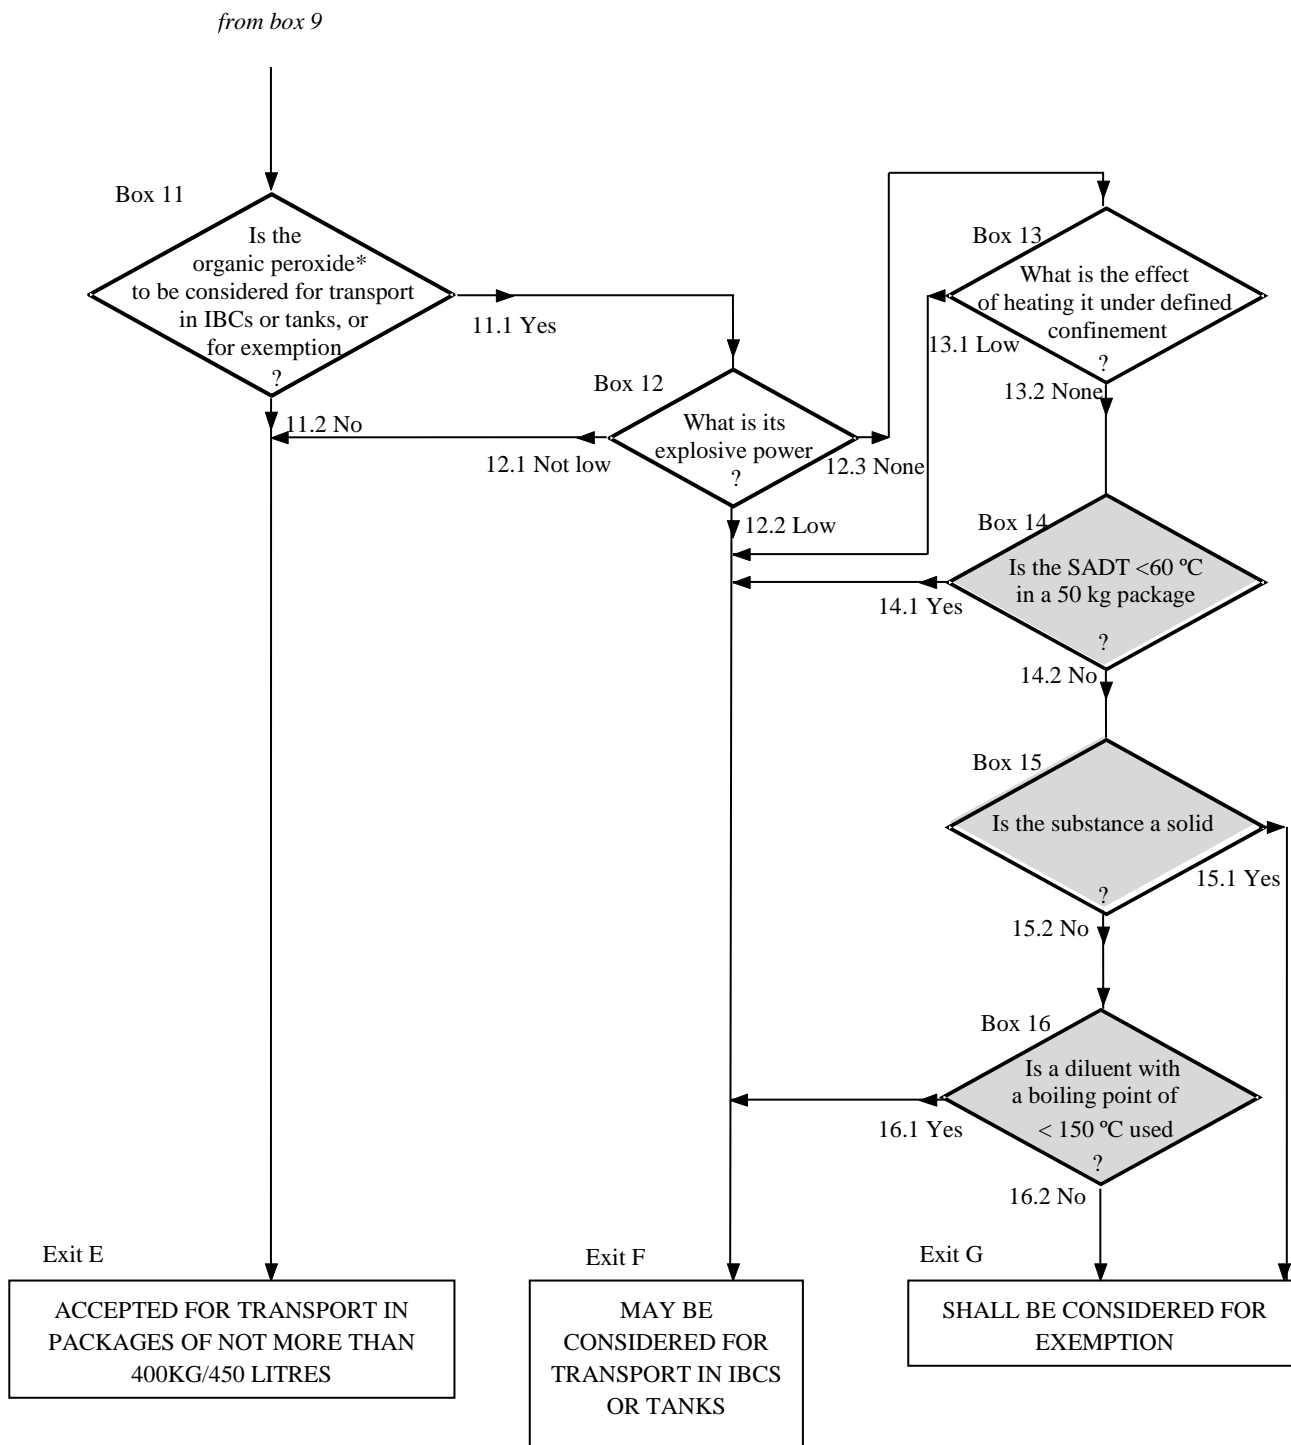 from box 9
Box 11
Is the
organic peroxide*
to be considered for transport
in IBCs or tanks, or
for exemption
?
11.1 Yes
11.2 No
Box 12
What is its
explosive power
?
12.1 Not low
12.3 None
12.2 Low
Box 13
What is the effect
of heating it under defined
confinement
?
13.1 Low
13.2 None
Box 14
Is the SADT <60 ºC
in a 50 kg package
?
14.1 Yes
14.2 No
Box 15
Is the substance a solid
?
15.1 Yes
15.2 No
Box 16
Is a diluent with
a boiling point of
< 150 ºC used
?
16.1 Yes
16.2 No
Exit E
ACCEPTED FOR TRANSPORT IN
PACKAGES OF NOT MORE THAN
400KG/450 LITRES
Exit F
MAY BE
CONSIDERED FOR
TRANSPORT IN IBCS
OR TANKS
Exit G
SHALL BE CONSIDERED FOR
EXEMPTION